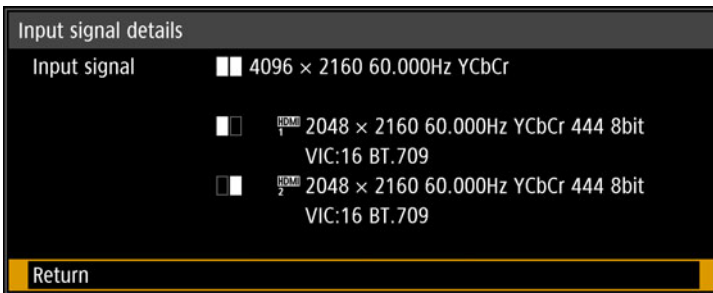 Input signal details
Input signal 4096 × 2160 60.000Hz YCbCr
HDMI 1 2048 × 2160 60.000Hz YCbCr 444 8bit
VIC:16 BT.709
HDMI 2 2048 × 2160 60.000Hz YCbCr 444 8bit
VIC:16 BT.709
Return